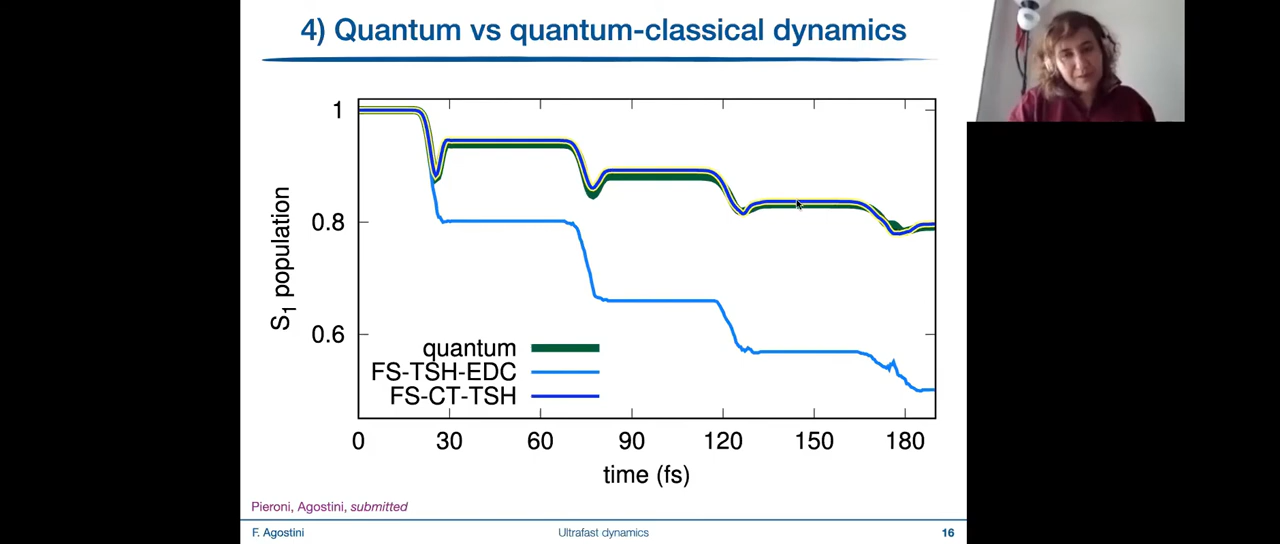 4) Quantum vs quantum-classical dynamics
1
0.8
0.6
S1 population
quantum
FS-TSH-EDC
FS-CT-TSH
0 30 60 90 120 150 180
time (fs)
Pieroni, Agostini, submitted
F. Agostini Ultrafast dynamics 16